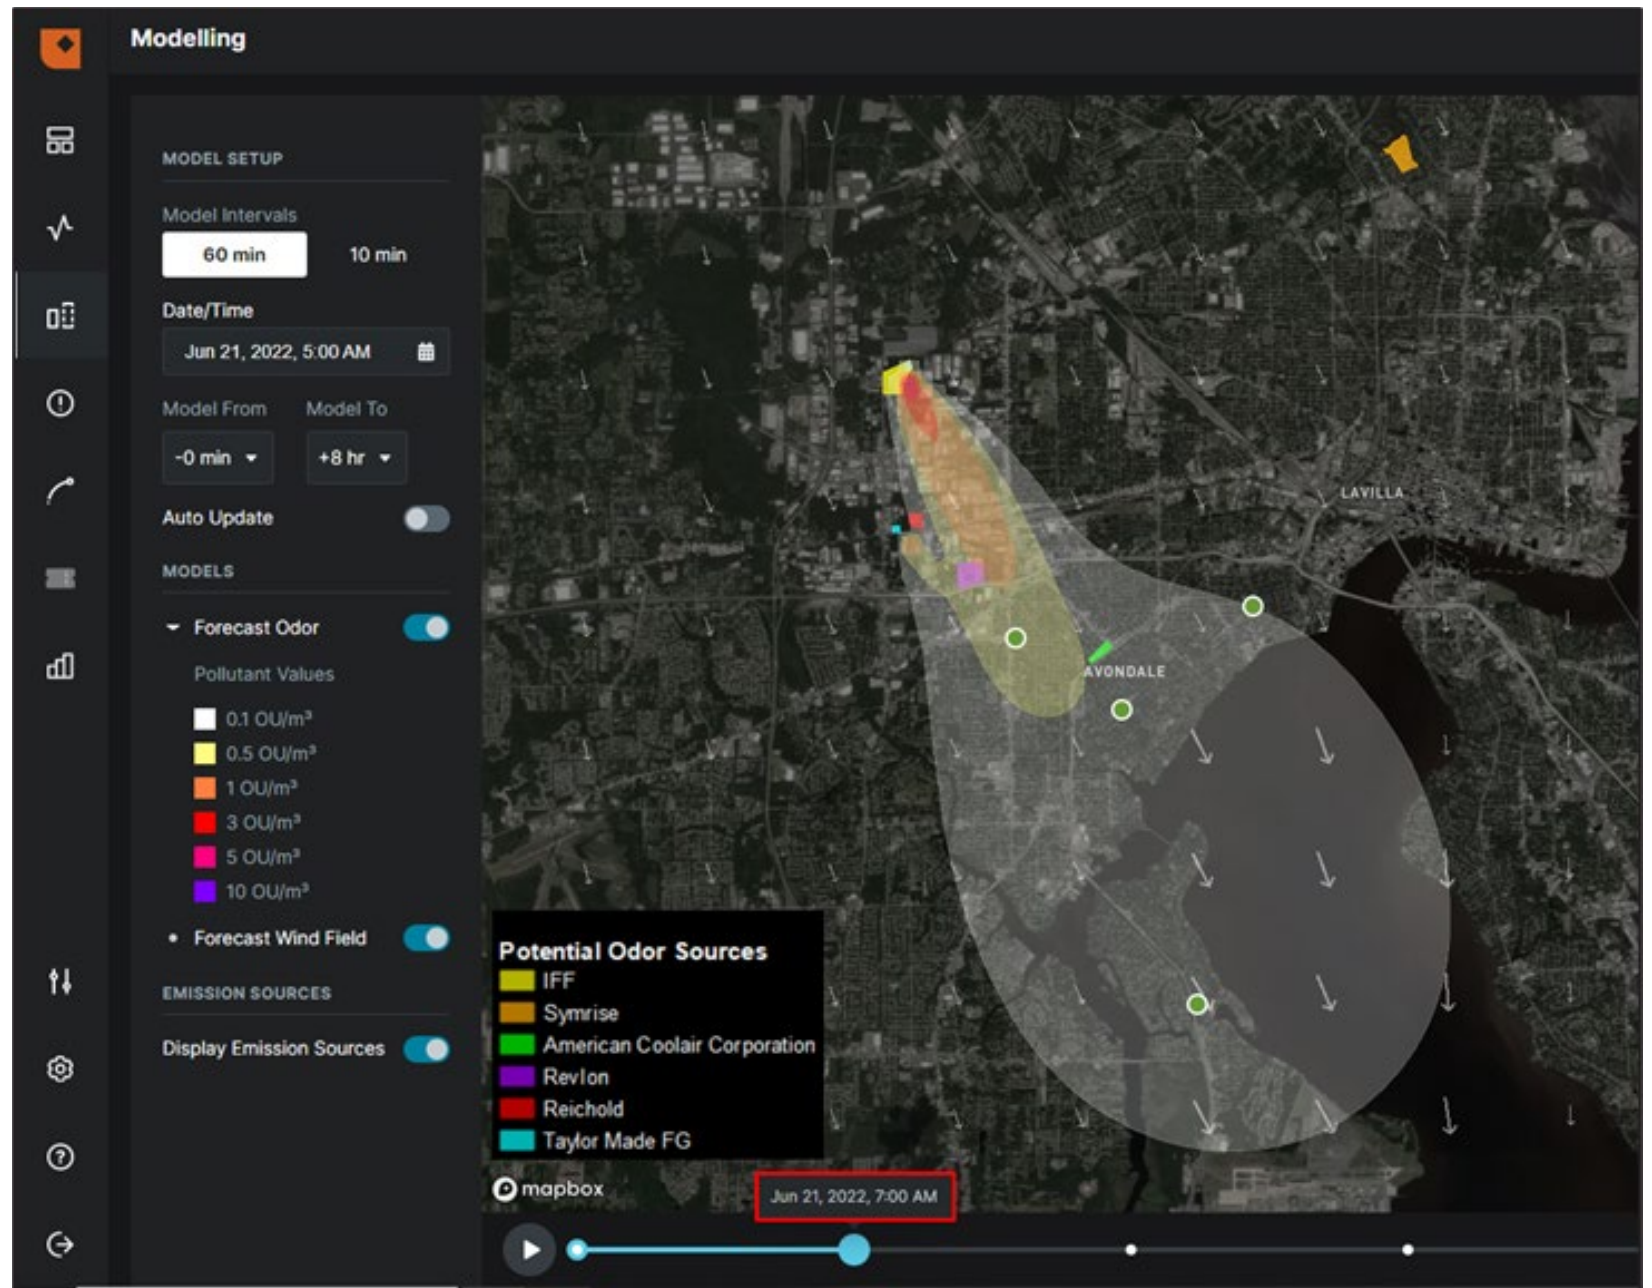 Modelling
MODEL SETUP
Model Intervals
60 min 10 min
Date/Time
Jun 21, 2022, 5:00 AM
Model From Model To
-0 min +8 hr
Auto Update
MODELS
Forecast Odor
Pollutant Values
0.1 OU/m³
0.5 OU/m³
1 OU/m³
3 OU/m³
5 OU/m³
10 OU/m³
Forecast Wind Field
EMISSION SOURCES
Display Emission Sources
LAVILLA
AVONDALE
Potential Odor Sources
IFF
Symrise
American Coolair Corporation
Revlon
Reichold
Taylor Made FG
mapbox
Jun 21, 2022, 7:00 AM